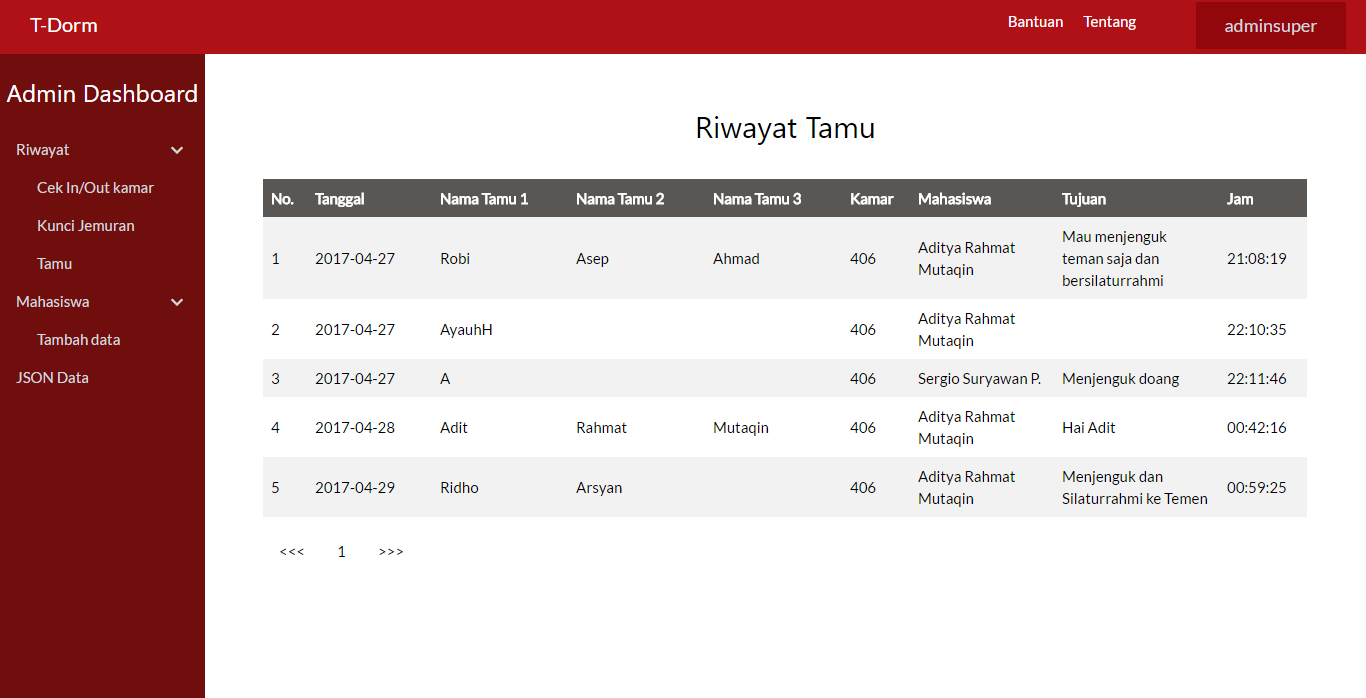 T-Dorm
Bantuan Tentang adminsuper
Admin Dashboard
Riwayat
Cek In/Out kamar
Kunci Jemuran
Tamu
Mahasiswa
Tambah data
JSON Data
Riwayat Tamu
No. Tanggal Nama Tamu 1 Nama Tamu 2 Nama Tamu 3 Kamar Mahasiswa Tujuan Jam
1 2017-04-27 Robi Asep Ahmad 406 Aditya Rahmat Mutaqin Mau menjenguk teman saja dan bersilaturrahmi 21:08:19
2 2017-04-27 AyauhH 406 Aditya Rahmat Mutaqin 22:10:35
3 2017-04-27 A 406 Sergio Suryawan P. Menjenguk doang 22:11:46
4 2017-04-28 Adit Rahmat Mutaqin 406 Aditya Rahmat Mutaqin Hai Adit 00:42:16
5 2017-04-29 Ridho Arsyan 406 Aditya Rahmat Mutaqin Menjenguk dan Silaturrahmi ke Temen 00:59:25
<<< 1 >>>